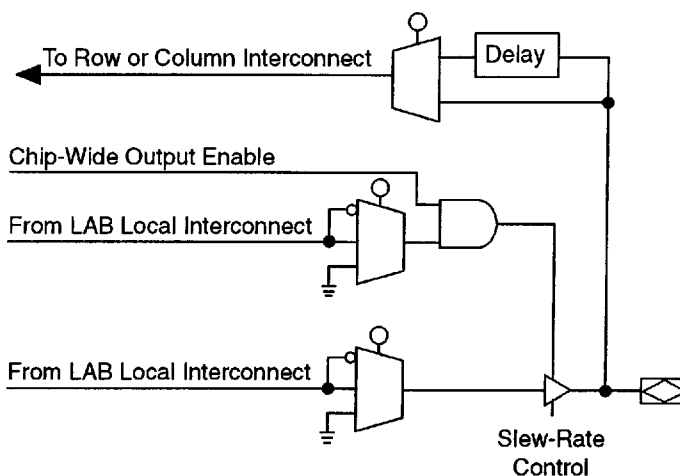 To Row or Column Interconnect
Delay
Chip-Wide Output Enable
From LAB Local Interconnect
From LAB Local Interconnect
Slew-Rate
Control